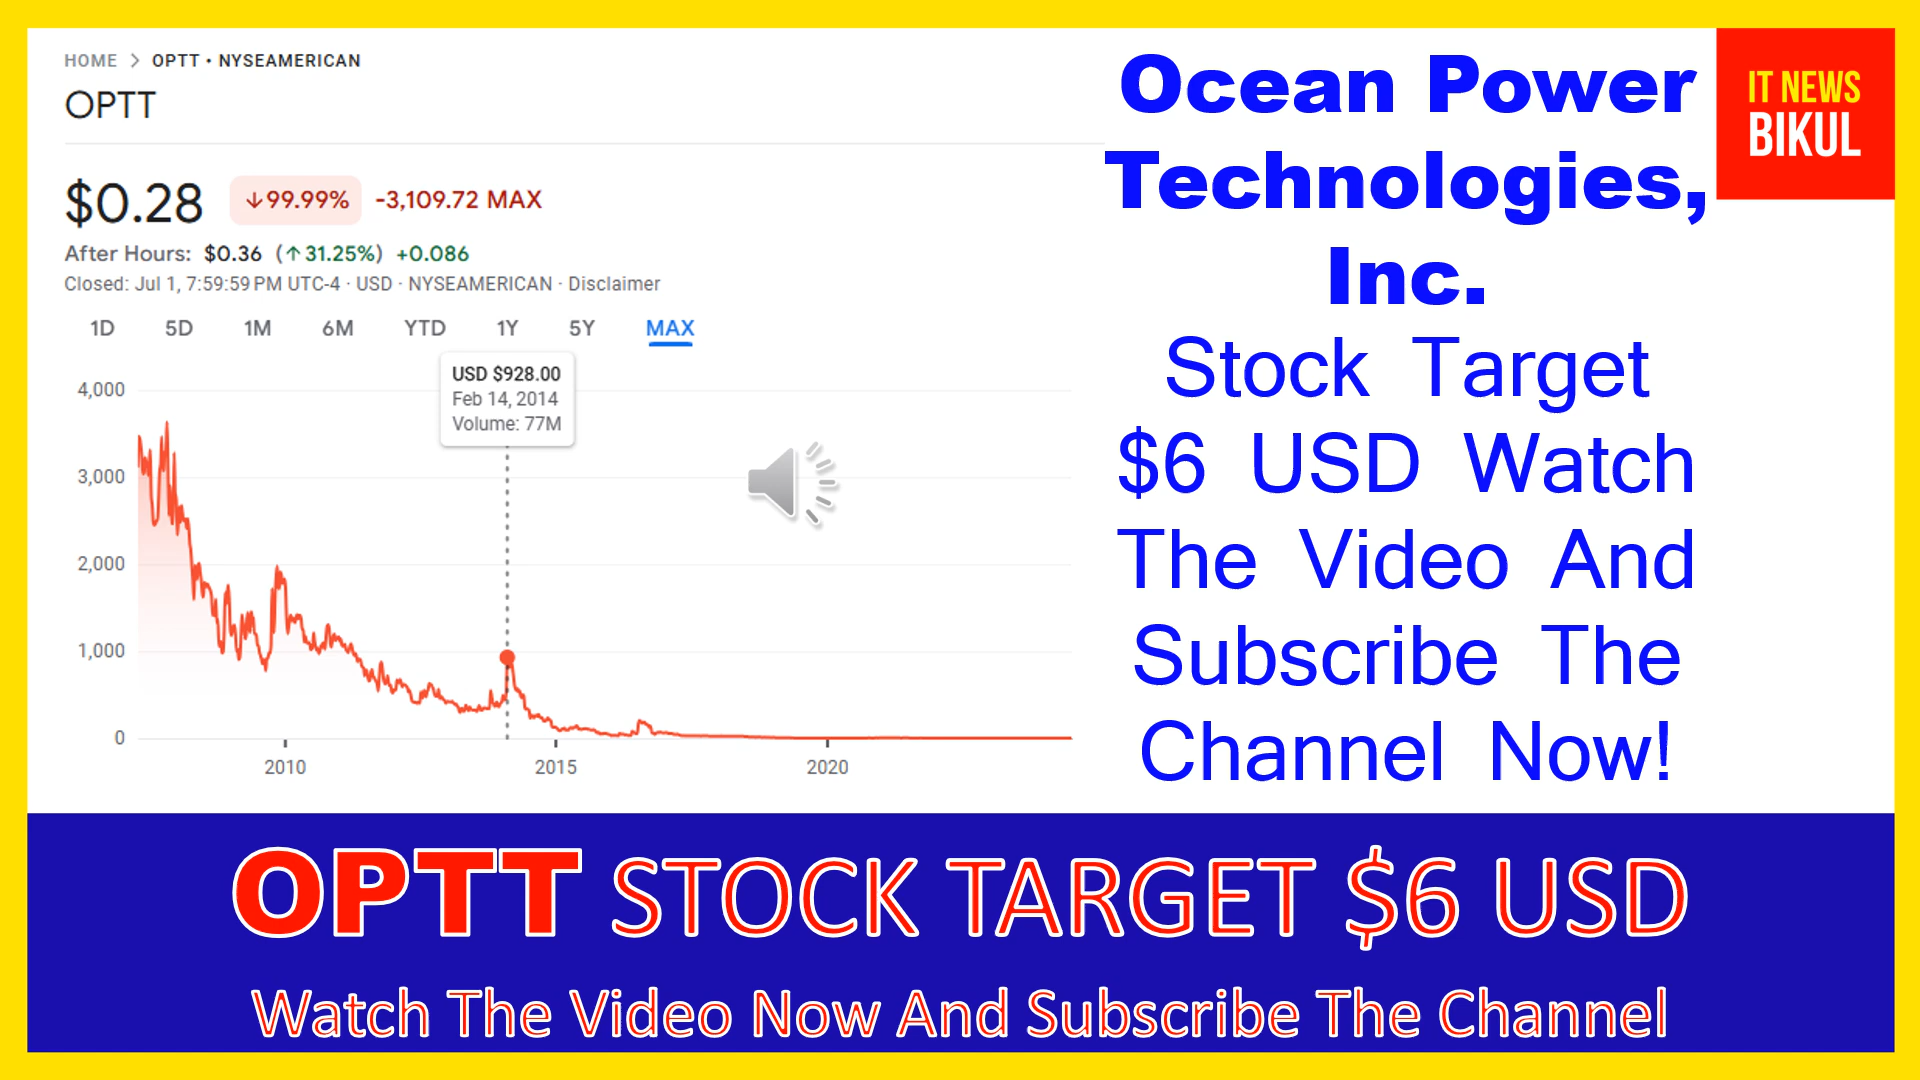 HOME > OPTT • NYSEAMERICAN
OPTT
$0.28 ↓99.99% -3,109.72 MAX
After Hours: $0.36 (↑31.25%) +0.086
Closed: Jul 1, 7:59:59 PM UTC-4 · USD · NYSEAMERICAN · Disclaimer
1D 5D 1M 6M YTD 1Y 5Y MAX
USD $928.00
Feb 14, 2014
Volume: 77M
4,000
3,000
2,000
1,000
0
2010 2015 2020
Ocean Power
Technologies,
Inc.
Stock Target
$6 USD Watch
The Video And
Subscribe The
Channel Now!
IT NEWS
BIKUL
OPTT STOCK TARGET $6 USD
Watch The Video Now And Subscribe The Channel